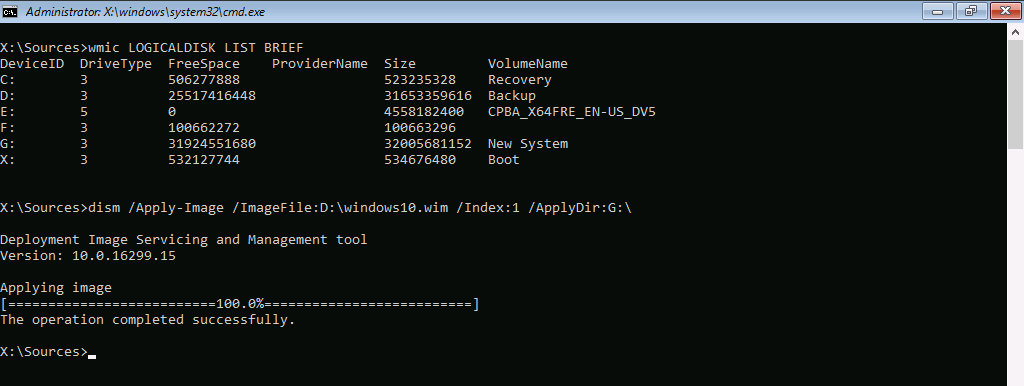 Administrator: X:\windows\system32\cmd.exe
X:\Sources>wmic LOGICALDISK LIST BRIEF
DeviceID  DriveType  FreeSpace    ProviderName  Size         VolumeName
C:        3          506277888                  523235328    Recovery
D:        3          25517416448                31653359616  Backup
E:        5          0                          4558182400   CPBA_X64FRE_EN-US_DV5
F:        3          100662272                  100663296
G:        3          31924551680                32005681152  New System
X:        3          532127744                  534676480    Boot
X:\Sources>dism /Apply-Image /ImageFile:D:\windows10.wim /Index:1 /ApplyDir:G:\
Deployment Image Servicing and Management tool
Version: 10.0.16299.15
Applying image
[==========================100.0%==========================]
The operation completed successfully.
X:\Sources>